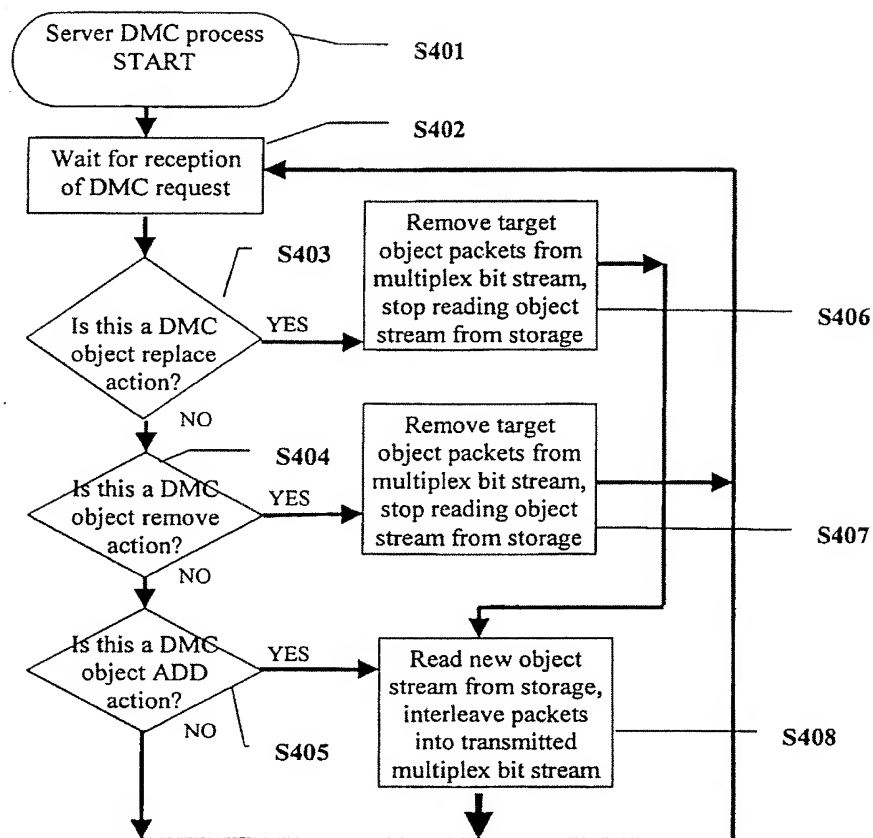 Server DMC process
START
S401
S402
Wait for reception
of DMC request
S403
Is this a DMC
object replace
action?
YES
NO
Remove target
object packets from
multiplex bit stream,
stop reading object
stream from storage
S406
S404
Is this a DMC
object remove
action?
YES
NO
Remove target
object packets from
multiplex bit stream,
stop reading object
stream from storage
S407
Is this a DMC
object ADD
action?
YES
NO
S405
Read new object
stream from storage,
interleave packets
into transmitted
multiplex bit stream
S408